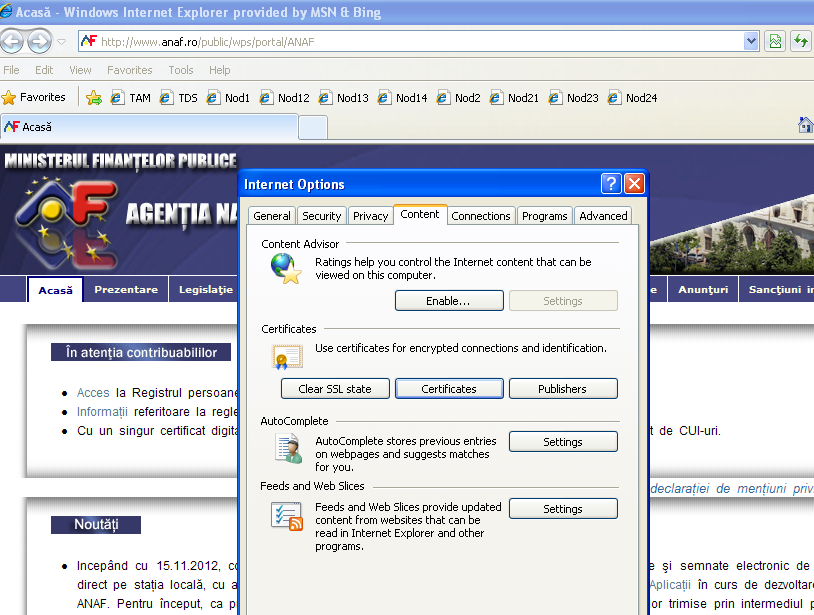 Acasă - Windows Internet Explorer provided by MSN & Bing
http://www.anaf.ro/public/wps/portal/ANAF
File Edit View Favorites Tools Help
Favorites TAM TDS Nod1 Nod12 Nod13 Nod14 Nod2 Nod21 Nod23 Nod24
Acasă
MINISTERUL FINANȚELOR PUBLICE
AGENȚIA NA
Acasă Prezentare Legislaţie
e Anunţuri Sancţiuni in
În atenția contribuabililor
Acces la Registrul persoane
Informații referitoare la regle
Cu un singur certificat digita
t de CUI-uri.
declarației de mențiuni priv
Noutăți
Incepând cu 15.11.2012, co
e şi semnate electronic de
direct pe stația locală, cu a
Aplicații în curs de dezvoltare
ANAF. Pentru început, ca p
or trimise prin intermediul p
Internet Options
General Security Privacy Content Connections Programs Advanced
Content Advisor
Ratings help you control the Internet content that can be
viewed on this computer.
Enable... Settings
Certificates
Use certificates for encrypted connections and identification.
Clear SSL state Certificates Publishers
AutoComplete
AutoComplete stores previous entries
on webpages and suggests matches
for you.
Settings
Feeds and Web Slices
Feeds and Web Slices provide updated
content from websites that can be
read in Internet Explorer and other
programs.
Settings